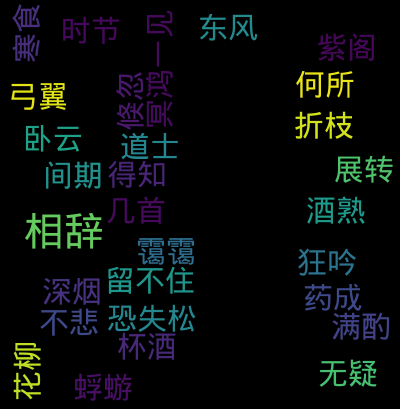 寒食
时节
一见
东风
紫阁
弓翼
倏忽
冥鸿
何所
折枝
卧云
道士
间期
得知
展转
几首
酒熟
相辞
霭霭
狂吟
深烟
留不住
药成
不悲
恐失松
满酌
杯酒
花柳
蜉蝣
无疑